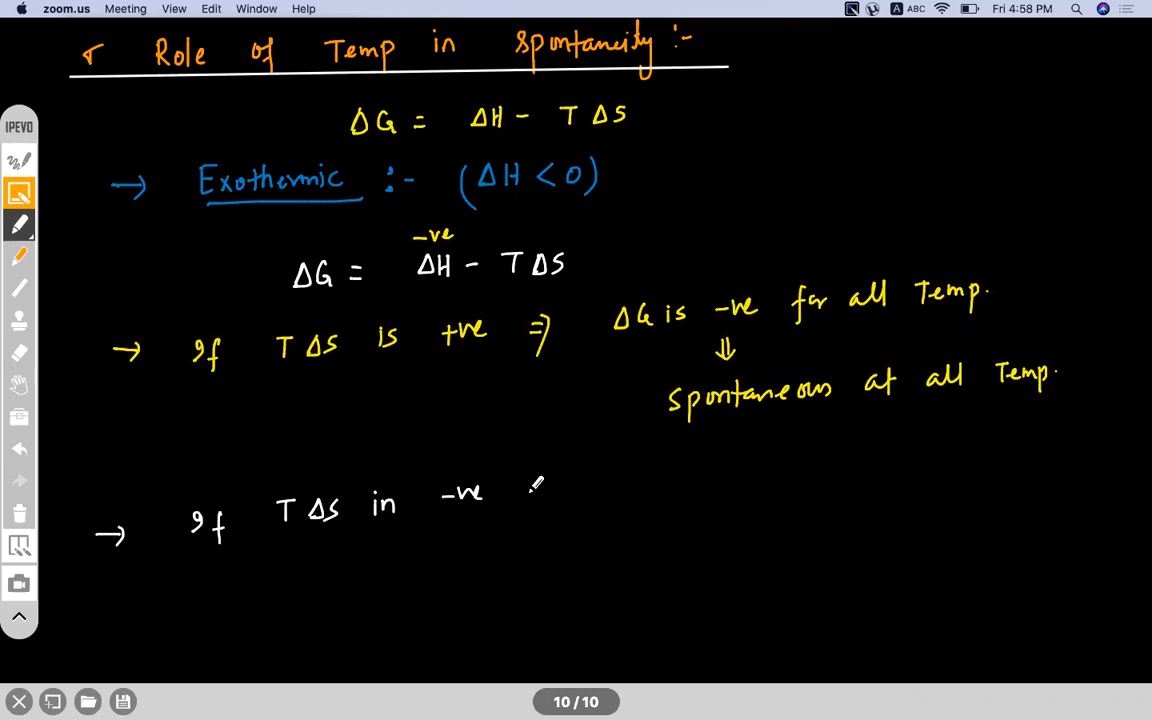 zoom.us Meeting View Edit Window Help A ABC Fri 4:58 PM
Role of Temp in Spontaneity :-
ΔG = ΔH - TΔS
→ Exothermic :- (ΔH < 0)
-ve
ΔG = ΔH - TΔS
→ If TΔS is +ve ⇒ ΔG is -ve for all Temp.
⇓
Spontaneous at all Temp.
→ If TΔS in -ve
IPEVO
10 / 10